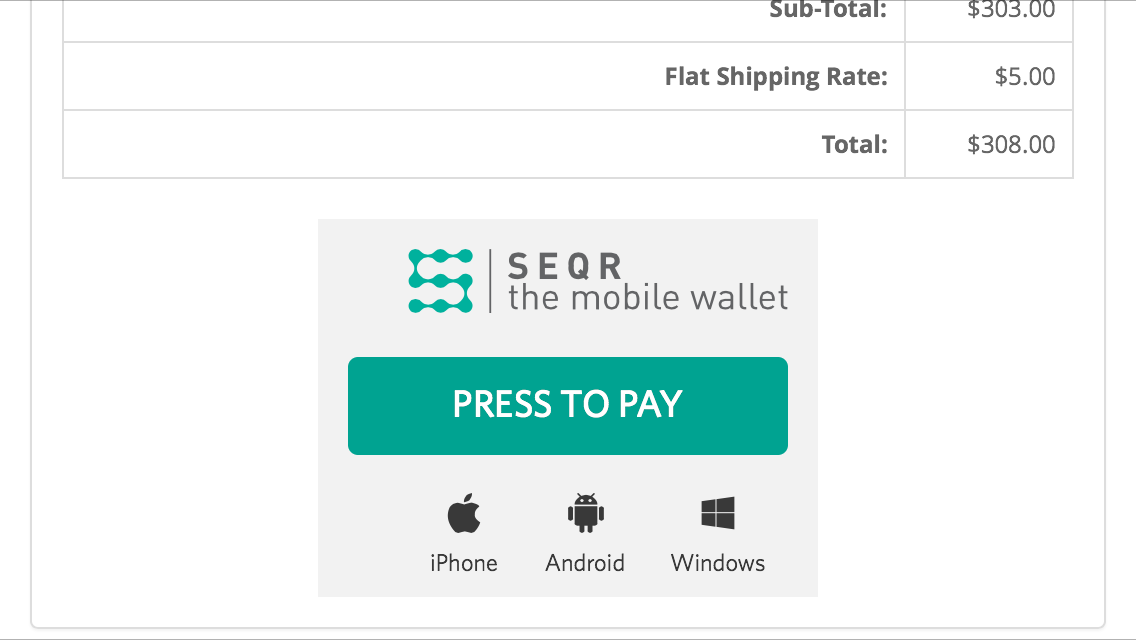 Sub-Total: $303.00
Flat Shipping Rate: $5.00
Total: $308.00
SEQR
the mobile wallet
PRESS TO PAY
iPhone Android Windows